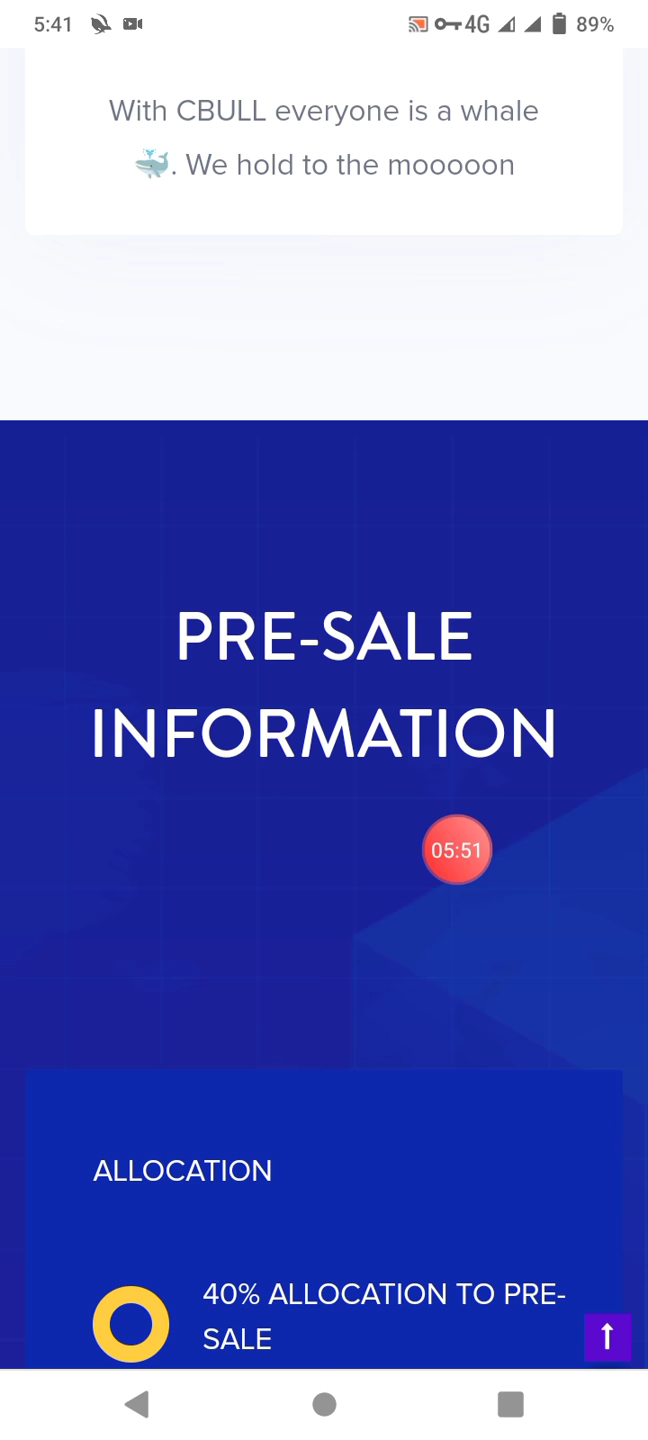 5:41 4G 89%
With CBULL everyone is a whale
🐳. We hold to the mooooon
PRE-SALE
INFORMATION
05:51
ALLOCATION
40% ALLOCATION TO PRE-
SALE